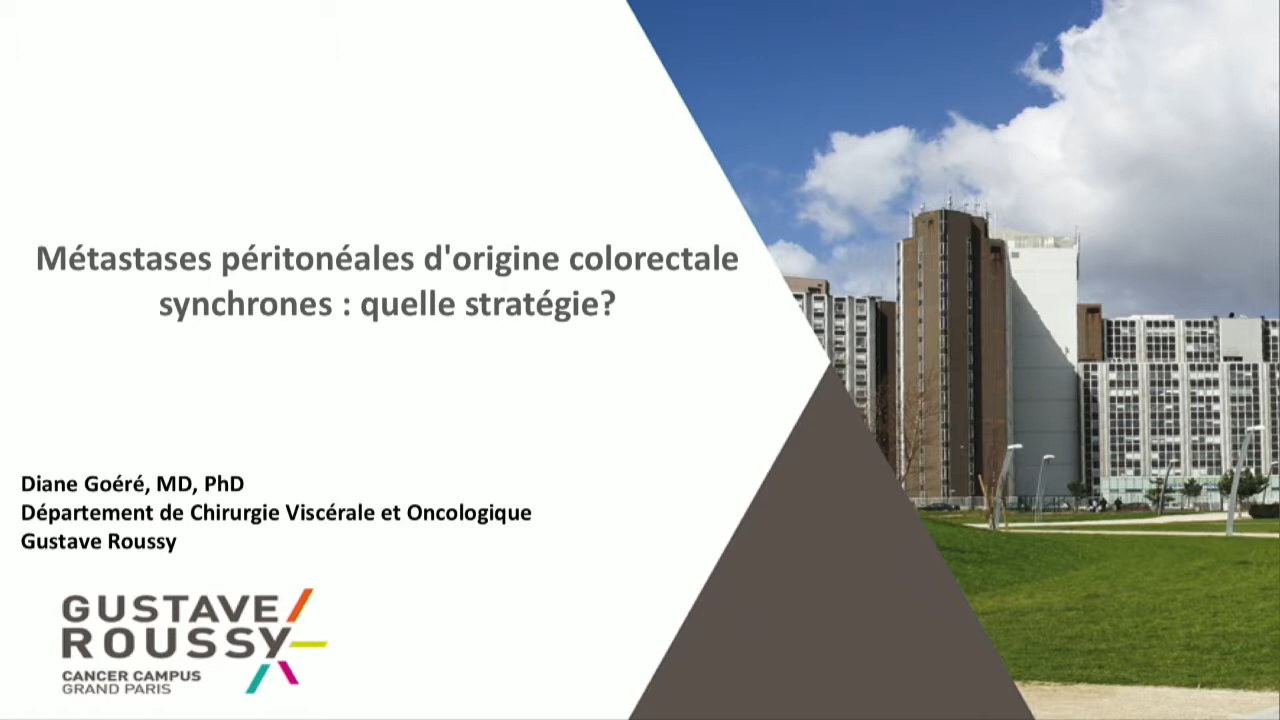 Métastases péritonéales d'origine colorectale
synchrones : quelle stratégie?
Diane Goéré, MD, PhD
Département de Chirurgie Viscérale et Oncologique
Gustave Roussy
GUSTAVE
ROUSSY
CANCER CAMPUS
GRAND PARIS